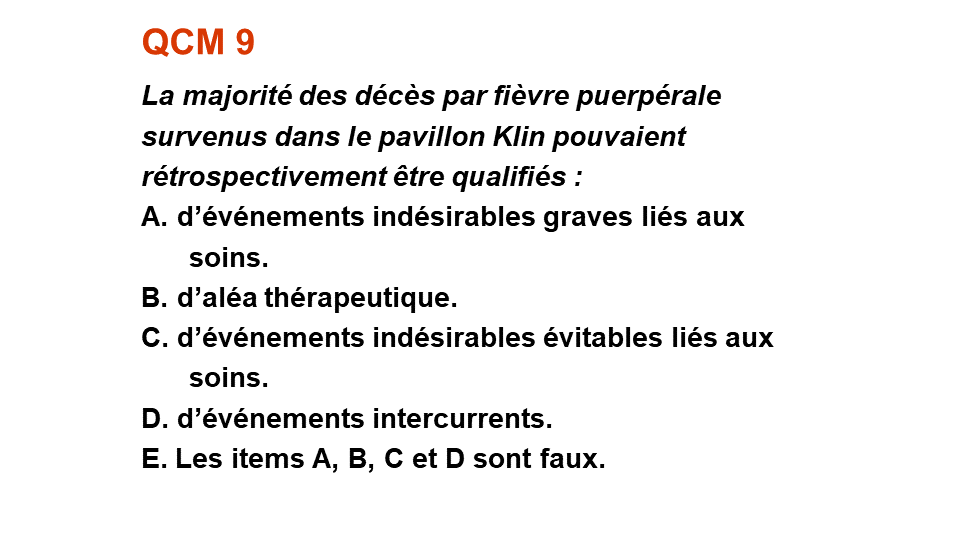 QCM 9
La majorité des décès par fièvre puerpérale
survenus dans le pavillon Klin pouvaient
rétrospectivement être qualifiés :
A. d’événements indésirables graves liés aux
soins.
B. d’aléa thérapeutique.
C. d’événements indésirables évitables liés aux
soins.
D. d’événements intercurrents.
E. Les items A, B, C et D sont faux.